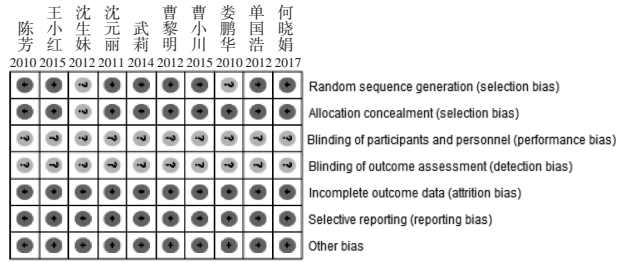 陈芳 王小红 沈生妹 沈元丽 武莉 曹黎明 曹小川 娄鹏华 单国浩 何晓娟
2010 2015 2012 2011 2014 2012 2015 2010 2012 2017
? ? Random sequence generation (selection bias)
? Allocation concealment (selection bias)
? ? ? ? ? ? ? ? ? ? Blinding of participants and personnel (performance bias)
? ? ? ? ? ? ? ? ? ? Blinding of outcome assessment (detection bias)
Incomplete outcome data (attrition bias)
Selective reporting (reporting bias)
Other bias